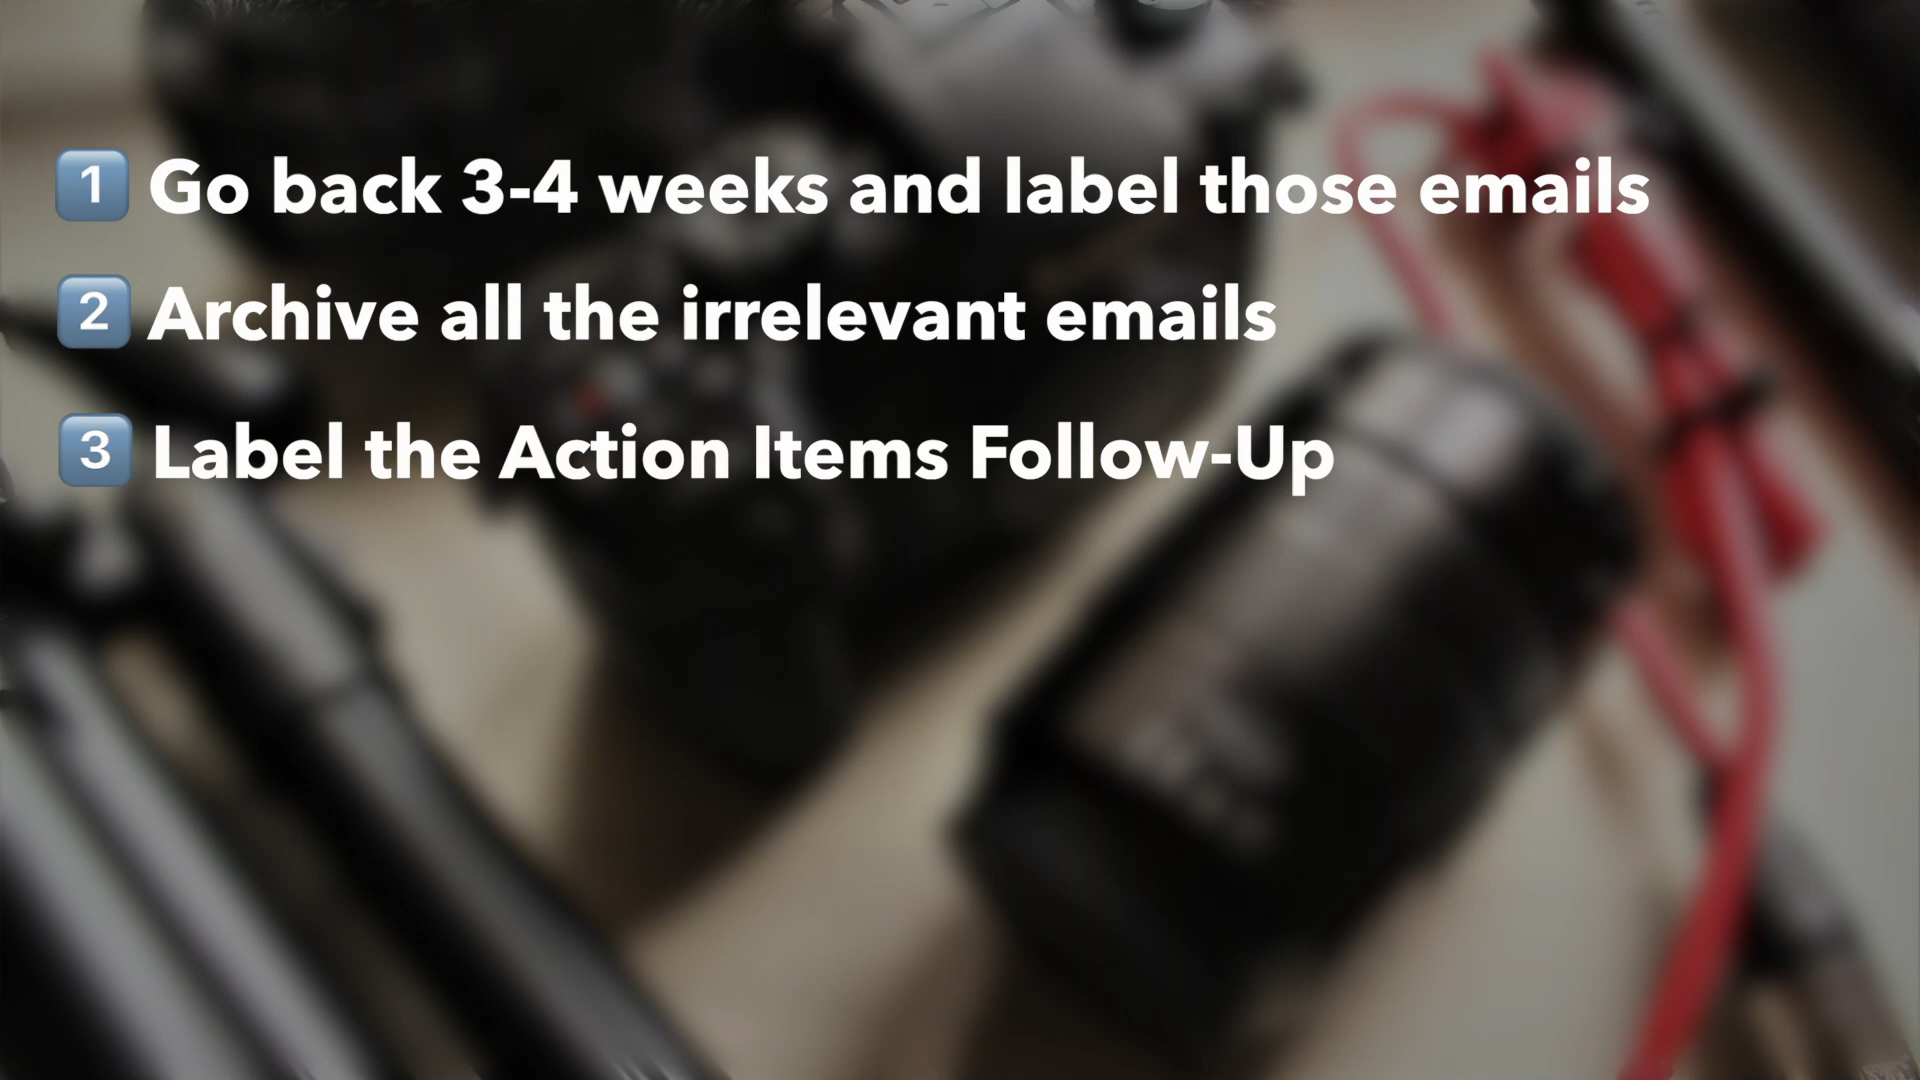 1 Go back 3-4 weeks and label those emails
2 Archive all the irrelevant emails
3 Label the Action Items Follow-Up